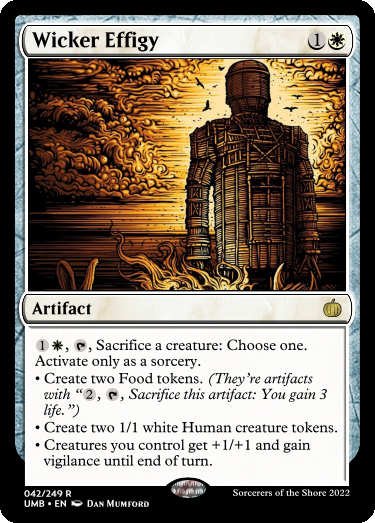 Wicker Effigy 1
Artifact
1, Sacrifice a creature: Choose one.
Activate only as a sorcery.
• Create two Food tokens. (They're artifacts
with “2, Sacrifice this artifact: You gain 3
life.”)
• Create two 1/1 white Human creature tokens.
• Creatures you control get +1/+1 and gain
vigilance until end of turn.
042/249 R
Sorcerers of the Shore 2022
UMB • EN Dan Mumford